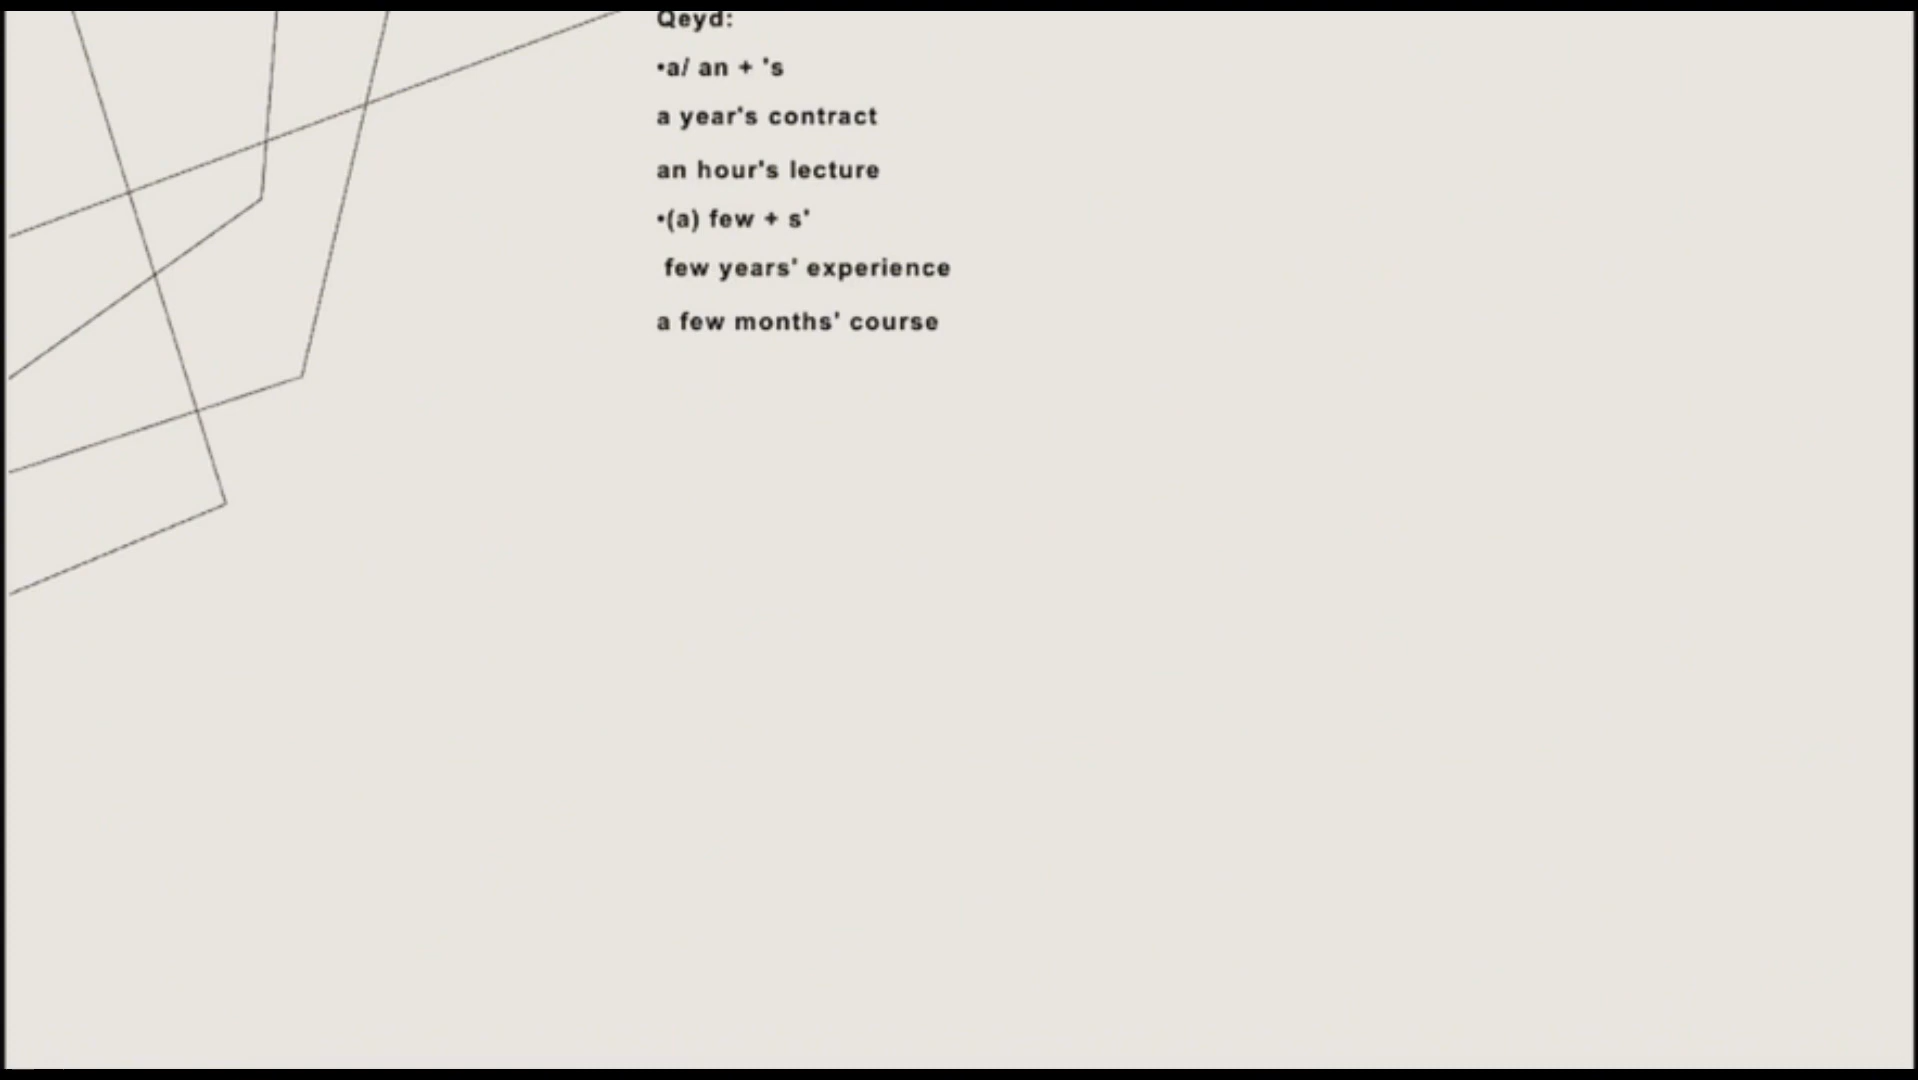 Qeyd:
•a/ an + 's
a year's contract
an hour's lecture
•(a) few + s'
few years' experience
a few months' course